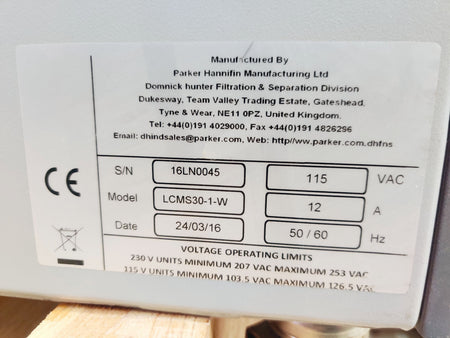 Manufactured By
Parker Hannifin Manufacturing Ltd
Domnick hunter Filtration & Separation Division
Dukesway, Team Valley Trading Estate, Gateshead.
Tyne & Wear, NE11 0PZ, United Kingdom.
Tel: +44(0)191 4029000, Fax +44(0)191 4826296
Email: dhindsales@parker.com, Web: http//www.parker.com.dhfns
CE
S/N 16LN0045 115 VAC
Model LCMS30-1-W 12 A
Date 24/03/16 50 / 60 Hz
VOLTAGE OPERATING LIMITS
230 V UNITS MINIMUM 207 VAC MAXIMUM 253 VAC
115 V UNITS MINIMUM 103.5 VAC MAXIMUM 126.5 VAC